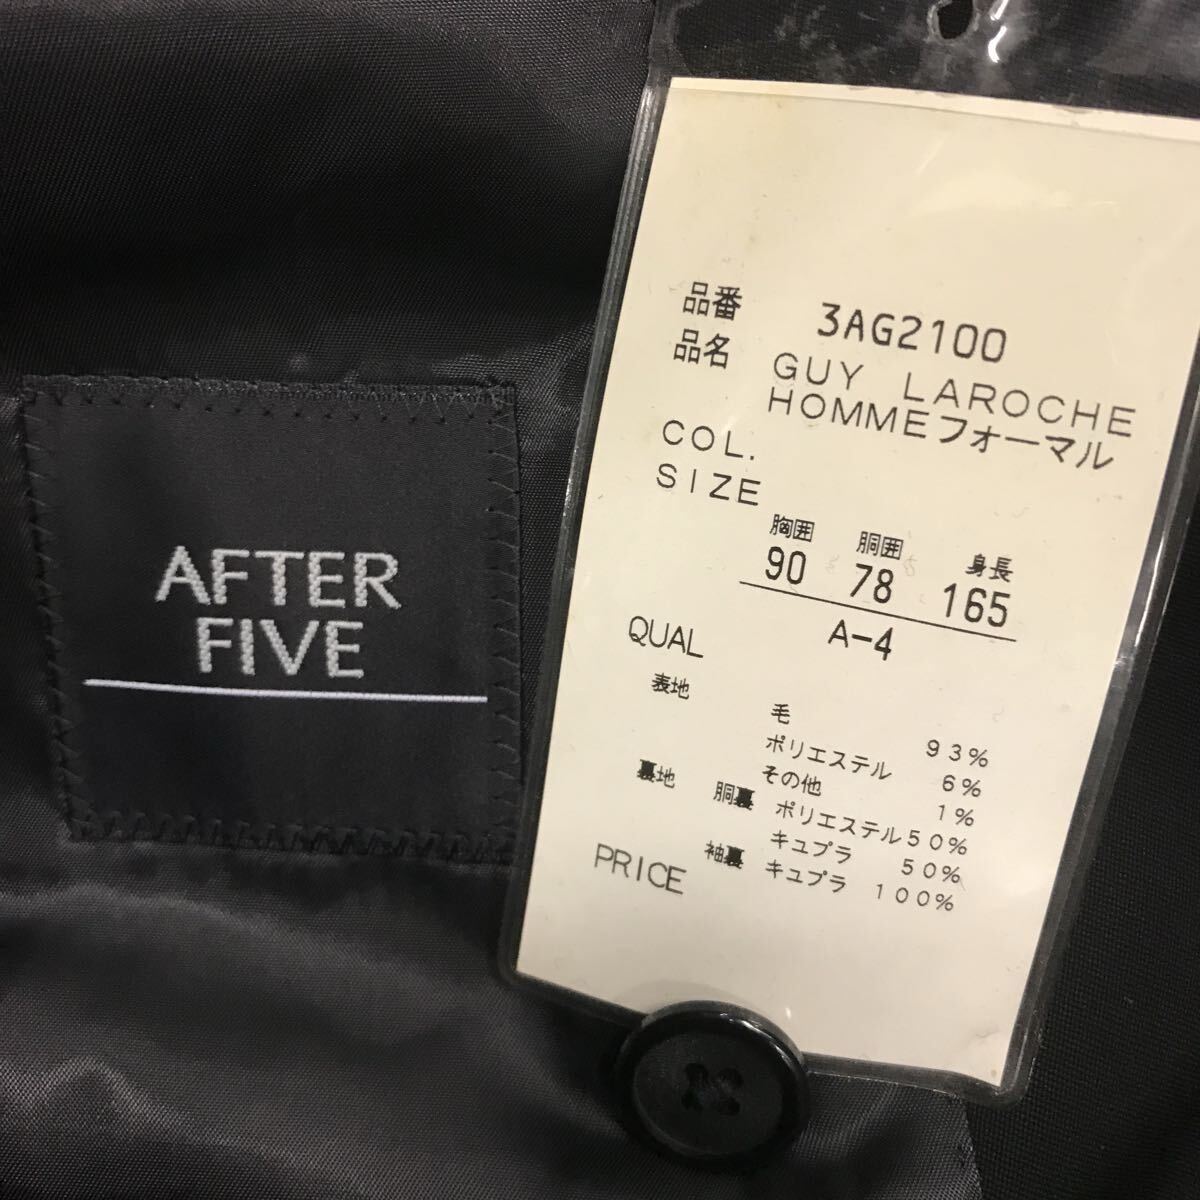 AFTER
FIVE
品番 3AG2100
品名 GUY LAROCHE
HOMMEフォーマル
COL.
SIZE
胸囲 胴囲 身長
90 78 165
A-4
QUAL
表地 毛 93%
ポリエステル 6%
その他 1%
裏地 胴裏 ポリエステル50%
キュプラ 50%
袖裏 キュプラ 100%
PRICE